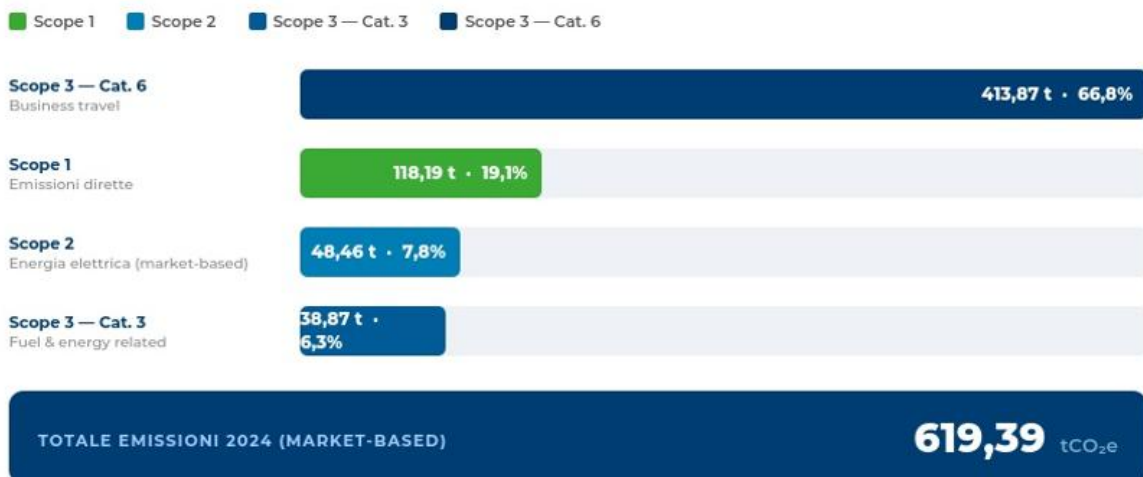 Scope 1 Scope 2 Scope 3 — Cat. 3 Scope 3 — Cat. 6
Scope 3 — Cat. 6
Business travel
413,87 t · 66,8%
Scope 1
Emissioni dirette
118,19 t · 19,1%
Scope 2
Energia elettrica (market-based)
48,46 t · 7,8%
Scope 3 — Cat. 3
Fuel & energy related
38,87 t ·
6,3%
TOTALE EMISSIONI 2024 (MARKET-BASED)
619,39 tCO₂e